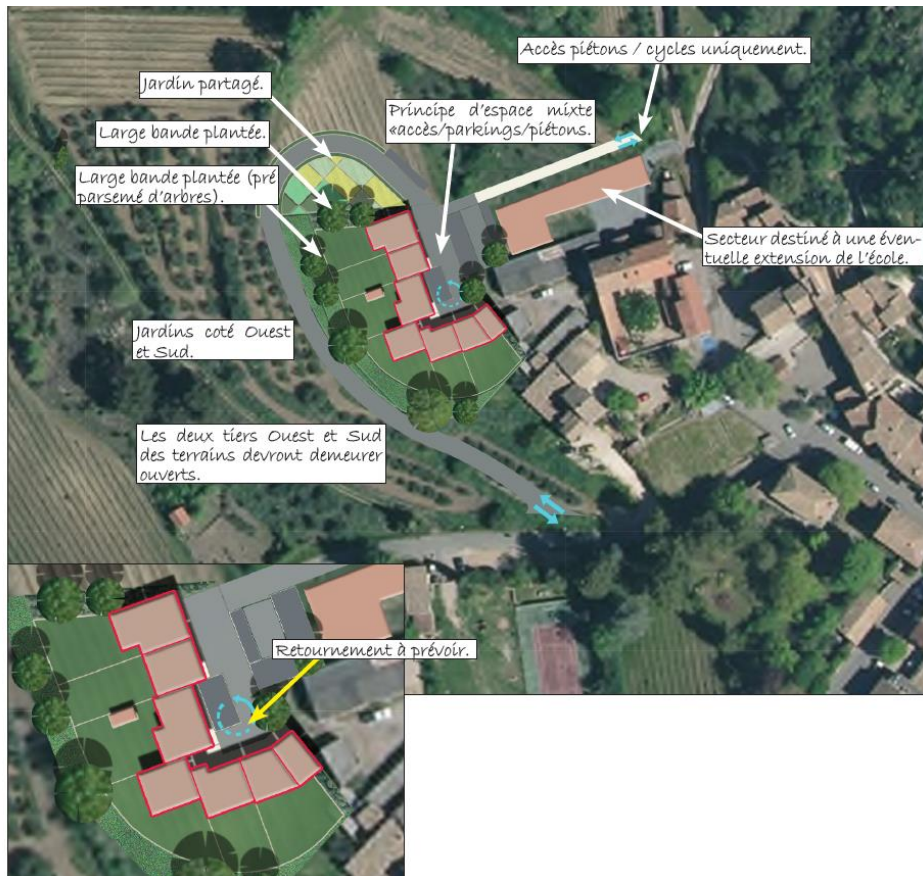 Accès piétons / cycles uniquement.
Jardin partagé.
Principe d'espace mixte
«accès/parkings/piétons.
Large bande plantée.
Large bande plantée (pré
parsemé d'arbres).
Secteur destiné à une éven-
tuelle extension de l'école.
Jardins coté Ouest
et Sud.
Les deux tiers Ouest et Sud
des terrains devront demeurer
ouverts.
Retournement à prévoir.